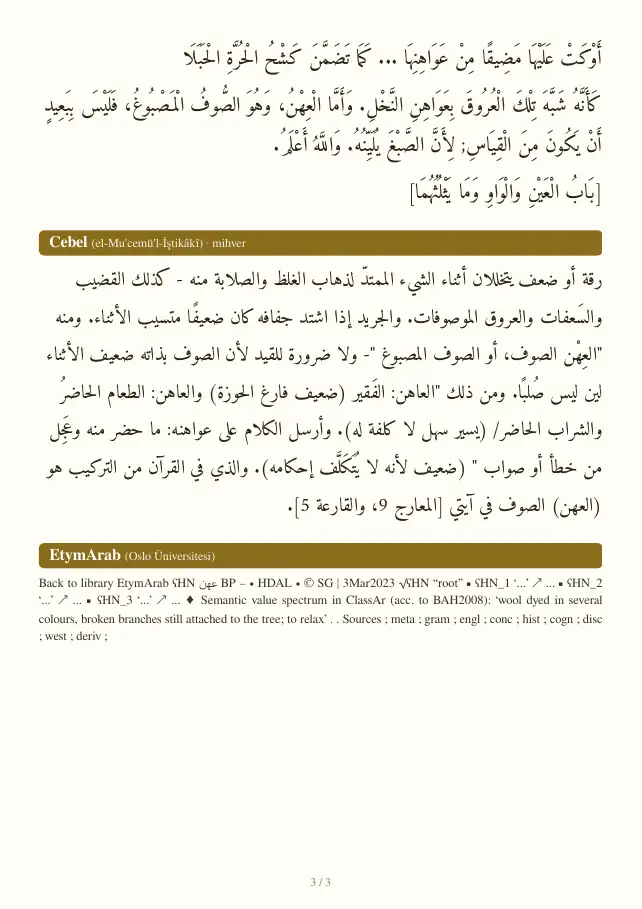 أَوْكَتْ عَلَيْهَا مَضِيقًا مِنْ عَوَاهِنِهَا ... كَمَا تَضَمَّنَ كَشْحُ الْحُرَّةِ الْحَبَلَا
كَأَنَّهُ شَبَّهَ تِلْكَ الْعُرُوقَ بِعَوَاهِنِ النَّخْلِ. وَأَمَّا الْعِهْنُ، وَهُوَ الصُّوفُ الْمَصْبُوغُ، فَلَيْسَ بِبَعِيدٍ
أَنْ يَكُونَ مِنَ الْقِيَاسِ; لِأَنَّ الصَّبْغَ يُلَيِّنُهُ. وَاللَّهُ أَعْلَمُ.
[بَابُ الْعَيْنِ وَالْوَاوِ وَمَا يَثْلُثُهُمَا]
Cebel (el-Mu'cemü'l-İştikâkî) · mihver
رقة أو ضعف يتخللان أثناء الشيء الممتدّ لذهاب الغلظ والصلابة منه - كذلك القضيب
والسَعفات والعروق الموصوفات. والجريد إذا اشتد جفافه كان ضعيفًا متسيب الأثناء. ومنه
"العِهْن الصوف، أو الصوف المصبوغ "- ولا ضرورة للقيد لأن الصوف بذاته ضعيف الأثناء
لين ليس صُلبًا. ومن ذلك "العاهن: الفَقير (ضعيف فارغ الحوزة) والعاهن: الطعام الحاضرُ
والشراب الحاضر/ (يسير سهل لا كلفة له). وأرسل الكلام على عواهنه: ما حضر منه وعَجِل
من خطأ أو صواب " (ضعيف لأنه لا يُتَكَلَّف إحكامه). والذي في القرآن من التركيب هو
(العهن) الصوف في آيتي [المعارج 9، والقارعة 5].
EtymArab (Oslo Üniversitesi)
Back to library EtymArab ʕHN عهن BP – • HDAL • © SG | 3Mar2023 √ʕHN “root” ▪ ʕHN_1 ‘...’ ↗ ... ▪ ʕHN_2
‘...’ ↗ ... ▪ ʕHN_3 ‘...’ ↗ ... ♦ Semantic value spectrum in ClassAr (acc. to BAH2008): ‘wool dyed in several
colours, broken branches still attached to the tree; to relax’ . . Sources ; meta ; gram ; engl ; conc ; hist ; cogn ; disc
; west ; deriv ;
3 / 3